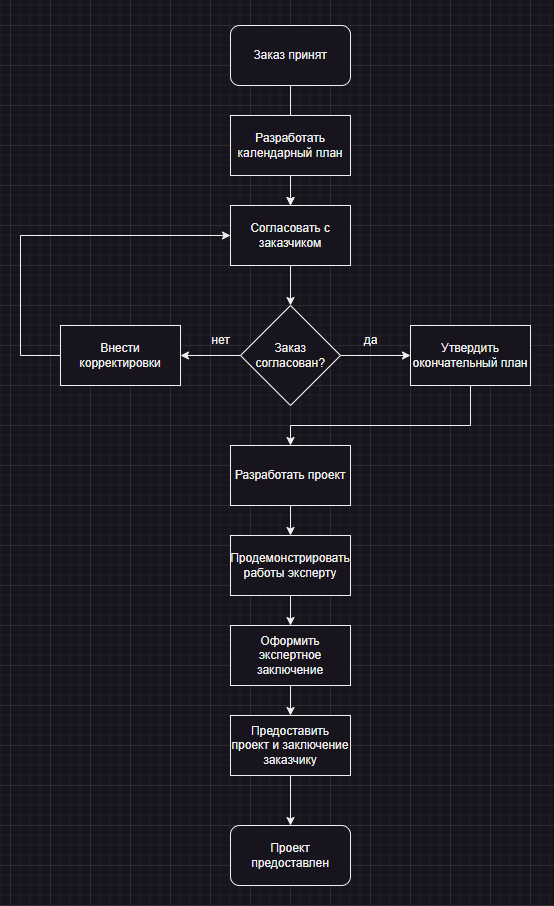 Заказ принят
Разработать
календарный план
Согласовать с
заказчиком
нет
Заказ
согласован?
да
Внести
корректировки
Утвердить
окончательный план
Разработать проект
Продемонстрировать
работы эксперту
Оформить
экспертное
заключение
Предоставить
проект и заключение
заказчику
Проект
предоставлен